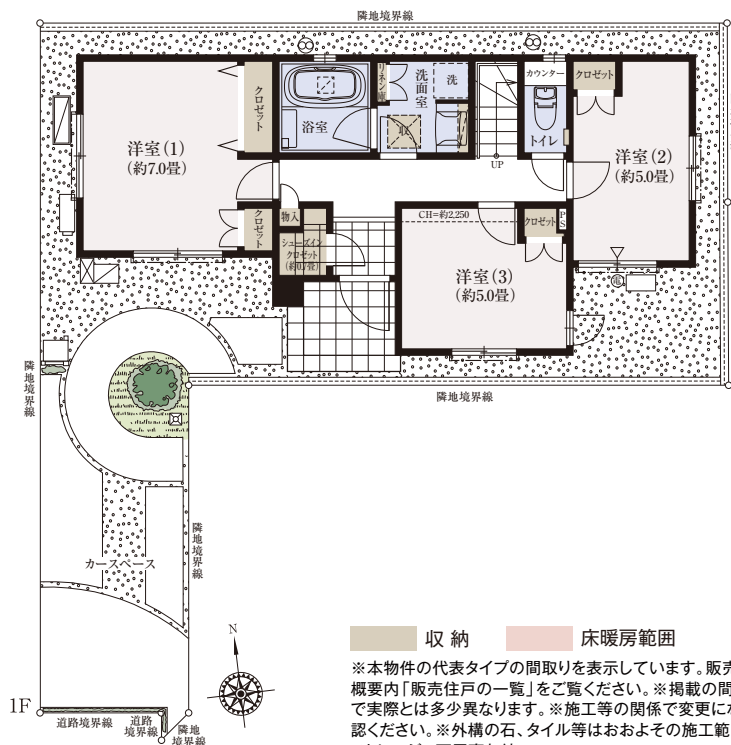 隣地境界線
クロゼット
リネン庫
洗面室
洗
カウンター
クロゼット
浴室
収
トイレ
洋室(1)
(約7.0畳)
洋室(2)
(約5.0畳)
UP
クロゼット
物入
シューズイン
クロゼット
(約0.7畳)
CH=約2,250
クロゼット
PS
洋室(3)
(約5.0畳)
隣地境界線
隣地境界線
隣地境界線
カースペース
N
1F
道路境界線
道路
境界線
隣地
境界線
収 納
床暖房範囲
※本物件の代表タイプの間取りを表示しています。販売
概要内「販売住戸の一覧」をご覧ください。※掲載の間
で実際とは多少異なります。※施工等の関係で変更に
認ください。※外構の石、タイル等はおおよその施工範